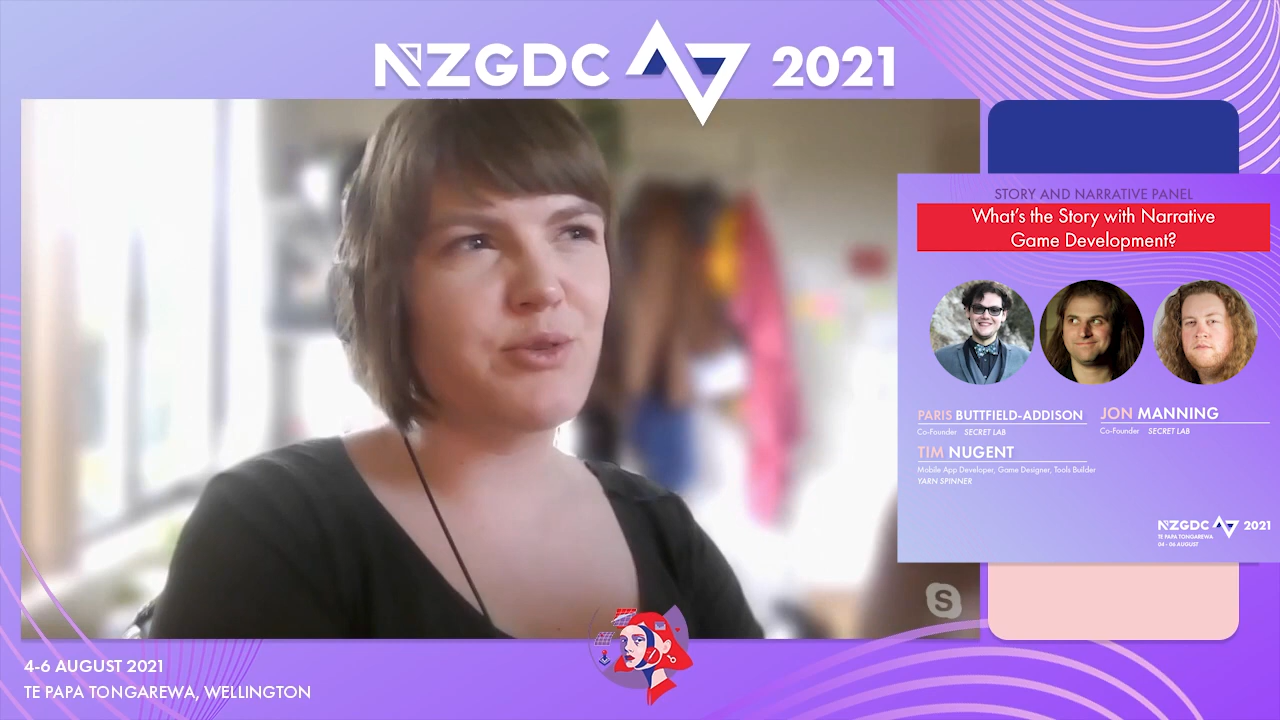 NZGDC 2021
STORY AND NARRATIVE PANEL
What's the Story with Narrative
Game Development?
PARIS BUTTFIELD-ADDISON
Co-Founder SECRET LAB
JON MANNING
Co-Founder SECRET LAB
TIM NUGENT
Mobile App Developer, Game Designer, Tools Builder
YARN SPINNER
NZGDC 2021
TE PAPA TONGAREWA
04 - 06 AUGUST
S
4-6 AUGUST 2021
TE PAPA TONGAREWA, WELLINGTON